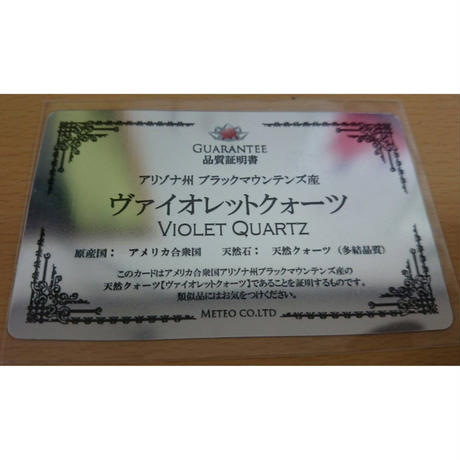 GUARANTEE
品質証明書
アリゾナ州 ブラックマウンテンズ産
ヴァイオレットクォーツ
VIOLET QUARTZ
原産国： アメリカ合衆国　天然石： 天然クォーツ （多結晶質）
このカードはアメリカ合衆国アリゾナ州ブラックマウンテンズ産の
天然クォーツ【ヴァイオレットクォーツ】であることを証明するものです。
類似品にはお気をつけください。
METEO CO.LTD